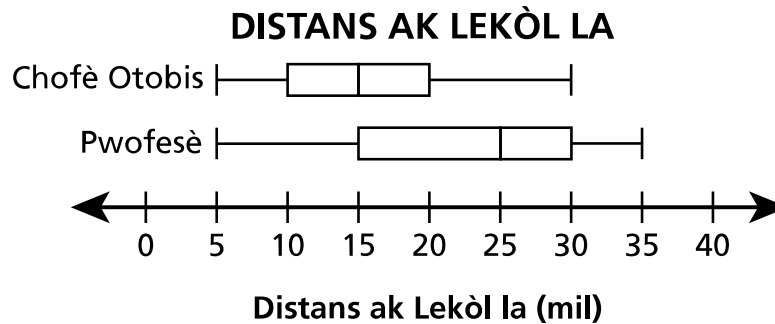 DISTANS AK LEKÒL LA
Chofè Otobis
Pwofesè
0 5 10 15 20 25 30 35 40
Distans ak Lekòl la (mil)